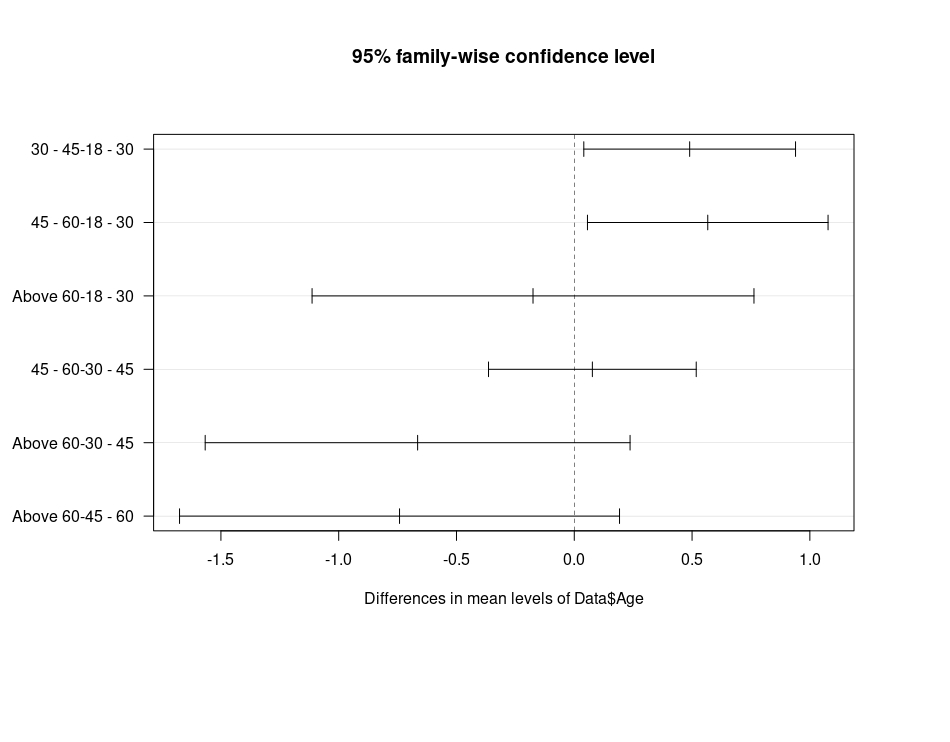 95% family-wise confidence level
30 - 45-18 - 30
45 - 60-18 - 30
Above 60-18 - 30
45 - 60-30 - 45
Above 60-30 - 45
Above 60-45 - 60
-1.5 -1.0 -0.5 0.0 0.5 1.0
Differences in mean levels of Data$Age